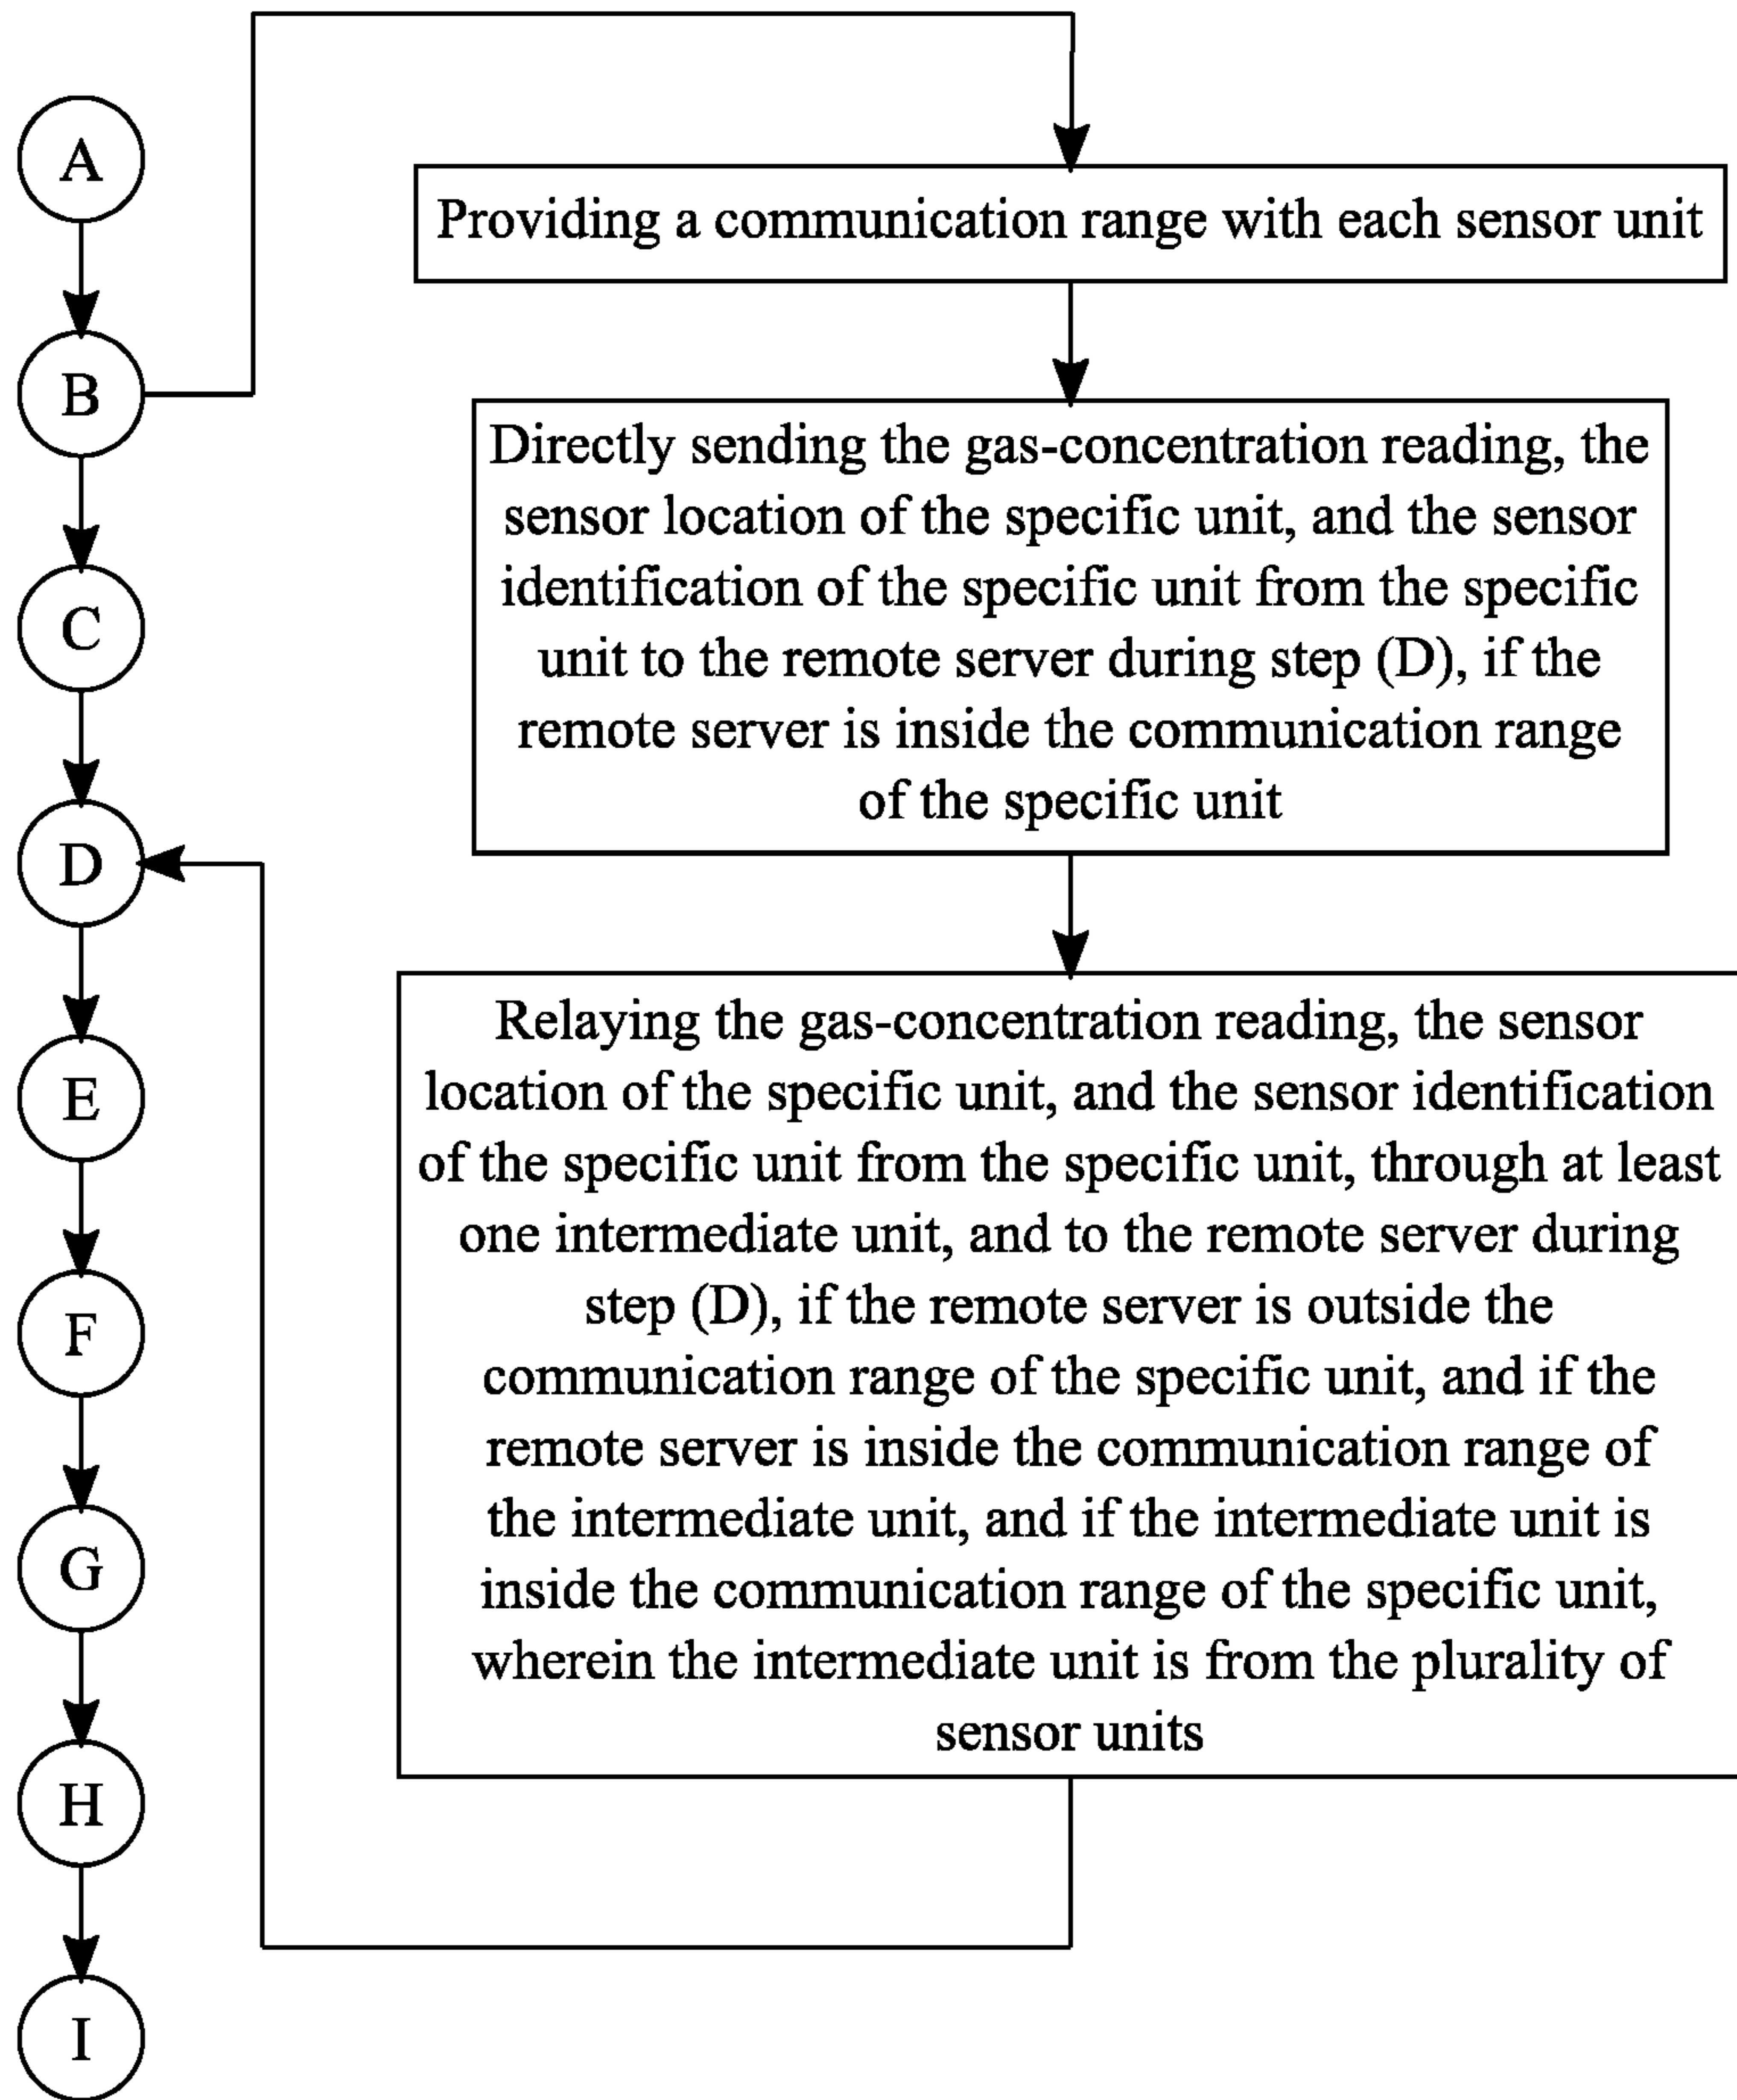 A
B
C
D
E
F
G
H
I
Providing a communication range with each sensor unit
Directly sending the gas-concentration reading, the
sensor location of the specific unit, and the sensor
identification of the specific unit from the specific
unit to the remote server during step (D), if the
remote server is inside the communication range
of the specific unit
Relaying the gas-concentration reading, the sensor
location of the specific unit, and the sensor identification
of the specific unit from the specific unit, through at least
one intermediate unit, and to the remote server during
step (D), if the remote server is outside the
communication range of the specific unit, and if the
remote server is inside the communication range of
the intermediate unit, and if the intermediate unit is
inside the communication range of the specific unit,
wherein the intermediate unit is from the plurality of
sensor units